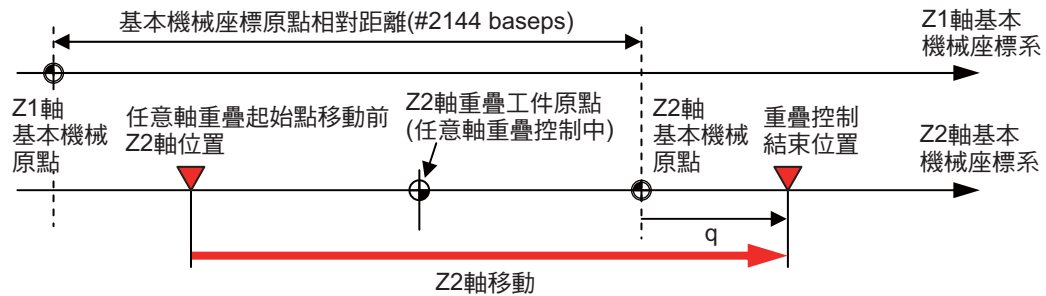 基本機械座標原點相對距離(#2144 baseps)
Z1軸基本
機械座標系
Z1軸
基本機械
原點
任意軸重疊起始點移動前
Z2軸位置
Z2軸重疊工件原點
(任意軸重疊控制中)
Z2軸
基本機械
原點
重疊控制
結束位置
Z2軸基本
機械座標系
q
Z2軸移動